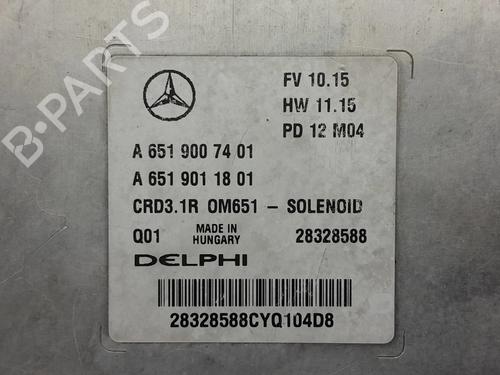 B-PARTS
FV 10.15
HW 11.15
PD 12 M04
A 651 900 74 01
A 651 901 18 01
CRD3.1R OM651 - SOLENOID
Q01 MADE IN HUNGARY 28328588
DELPHI
28328588CYQ104D8